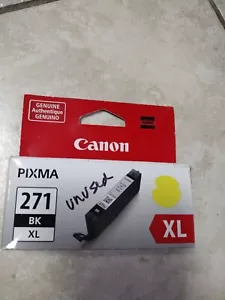 GENUINE
Authentique
GENUINO
Canon
PIXMA
271
BK
XL
unused
XL